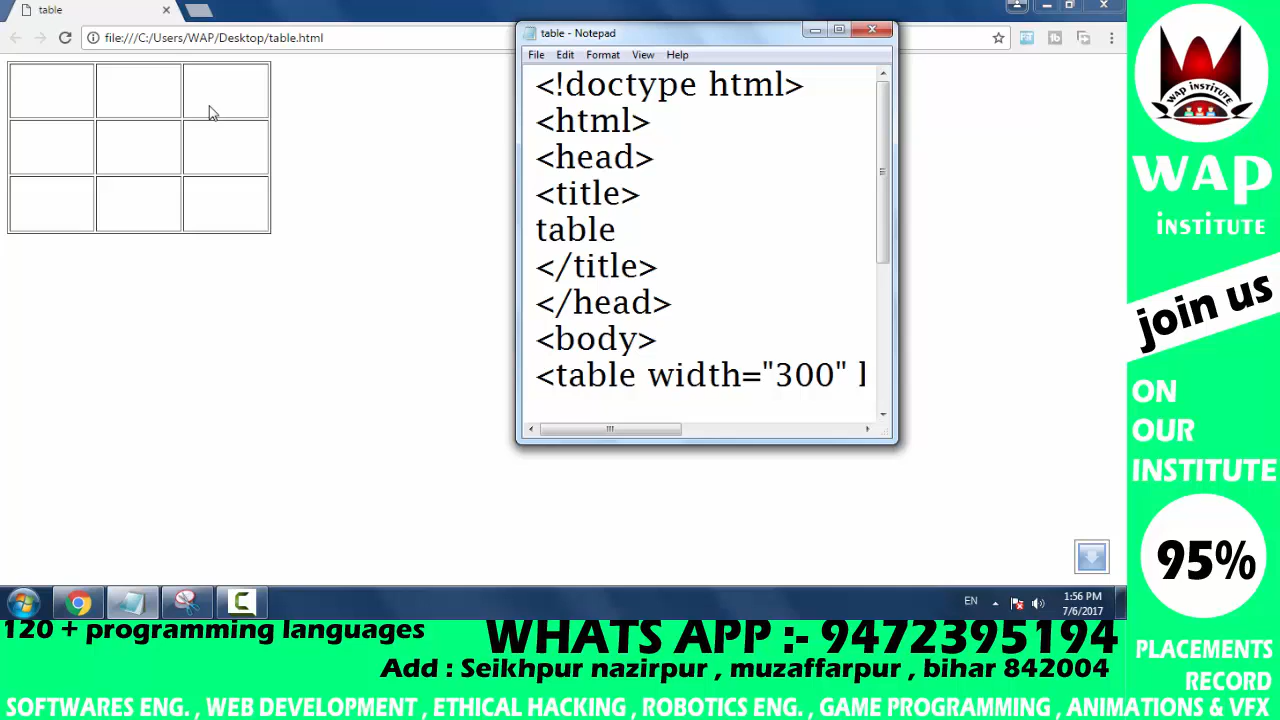 table
file:///C:/Users/WAP/Desktop/table.html
table - Notepad
File Edit Format View Help
<!doctype html>
<html>
<head>
<title>
table
</title>
</head>
<body>
<table width="300"
EN
1:56 PM
7/6/2017
WAP INSTITUTE
WAP
INSTITUTE
join us
ON
OUR
INSTITUTE
95%
PLACEMENTS
RECORD
120 + programming languages
WHATS APP :- 9472395194
Add : Seikhpur nazirpur , muzaffarpur , bihar 842004
SOFTWARES ENG. , WEB DEVELOPMENT , ETHICAL HACKING , ROBOTICS ENG. , GAME PROGRAMMING , ANIMATIONS & VFX